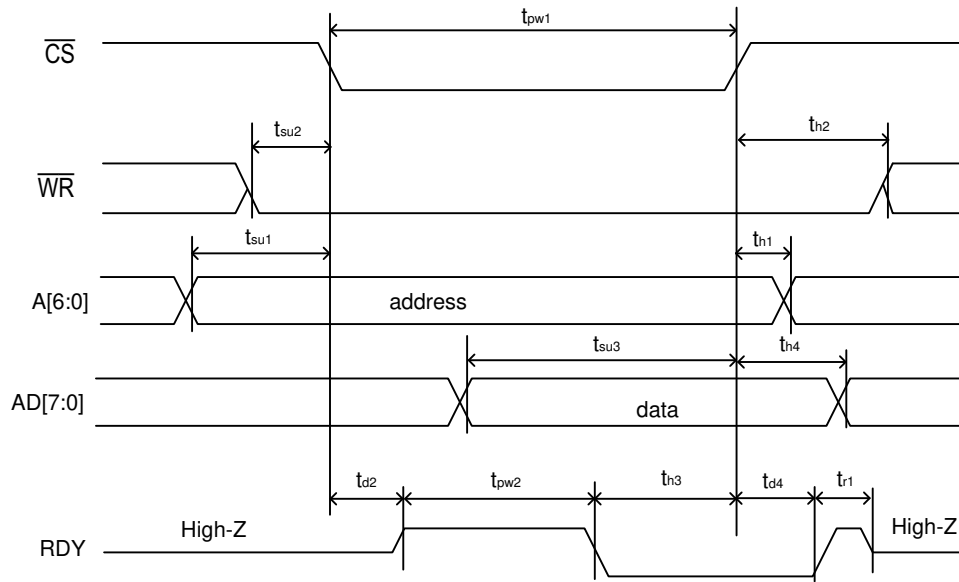 tpw1
CS
tsu2
th2
WR
tsu1
th1
A[6:0]
address
tsu3
th4
AD[7:0]
data
td2
tpw2
th3
td4
tr1
High-Z
High-Z
RDY